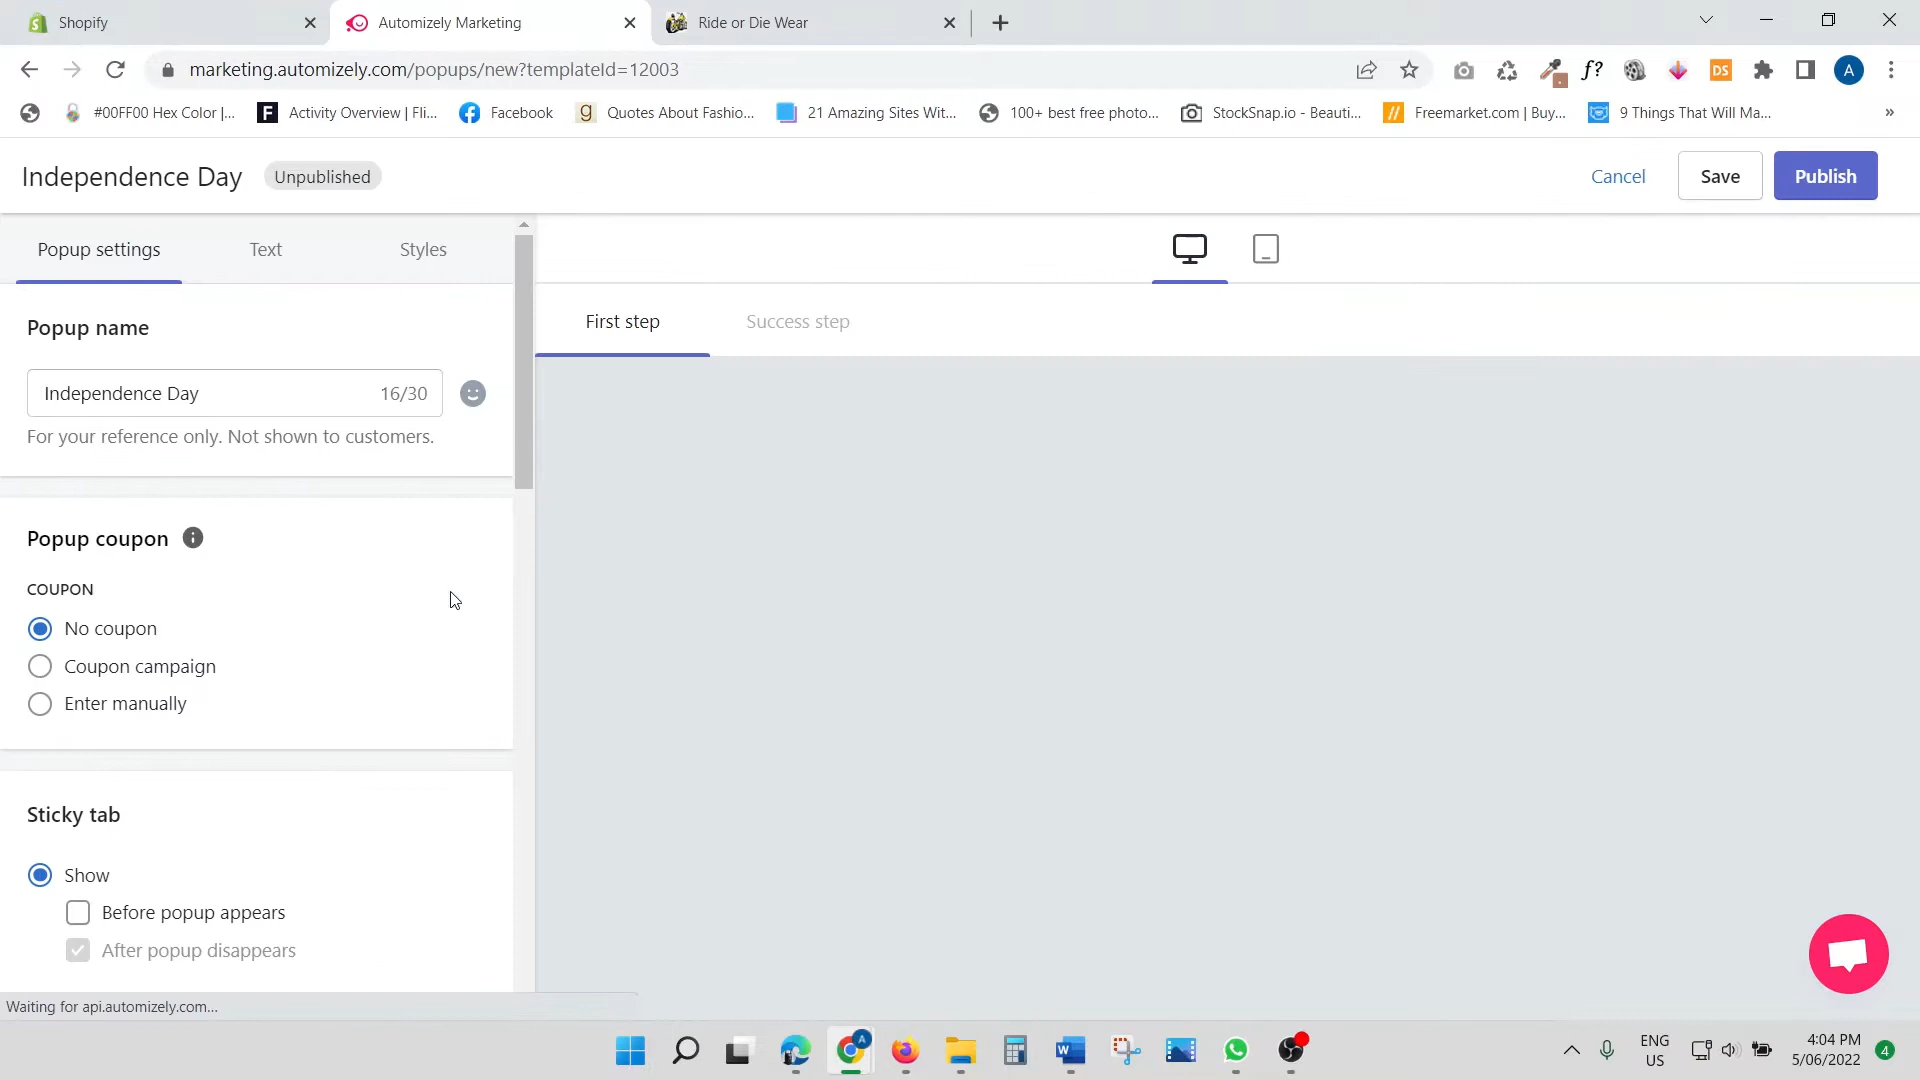 Shopify
Automizely Marketing
Ride or Die Wear
marketing.automizely.com/popups/new?templateId=12003
f?
DS
A
#00FF00 Hex Color |...
Activity Overview | Fli...
Facebook
Quotes About Fashio...
21 Amazing Sites Wit...
100+ best free photo...
StockSnap.io - Beauti...
Freemarket.com | Buy...
9 Things That Will Ma...
»
Independence Day
Unpublished
Cancel
Save
Publish
Popup settings
Text
Styles
First step
Success step
Popup name
Independence Day
16/30
For your reference only. Not shown to customers.
Popup coupon
COUPON
No coupon
Coupon campaign
Enter manually
Sticky tab
Show
Before popup appears
After popup disappears
Waiting for api.automizely.com...
ENG
US
4:04 PM
5/06/2022
4